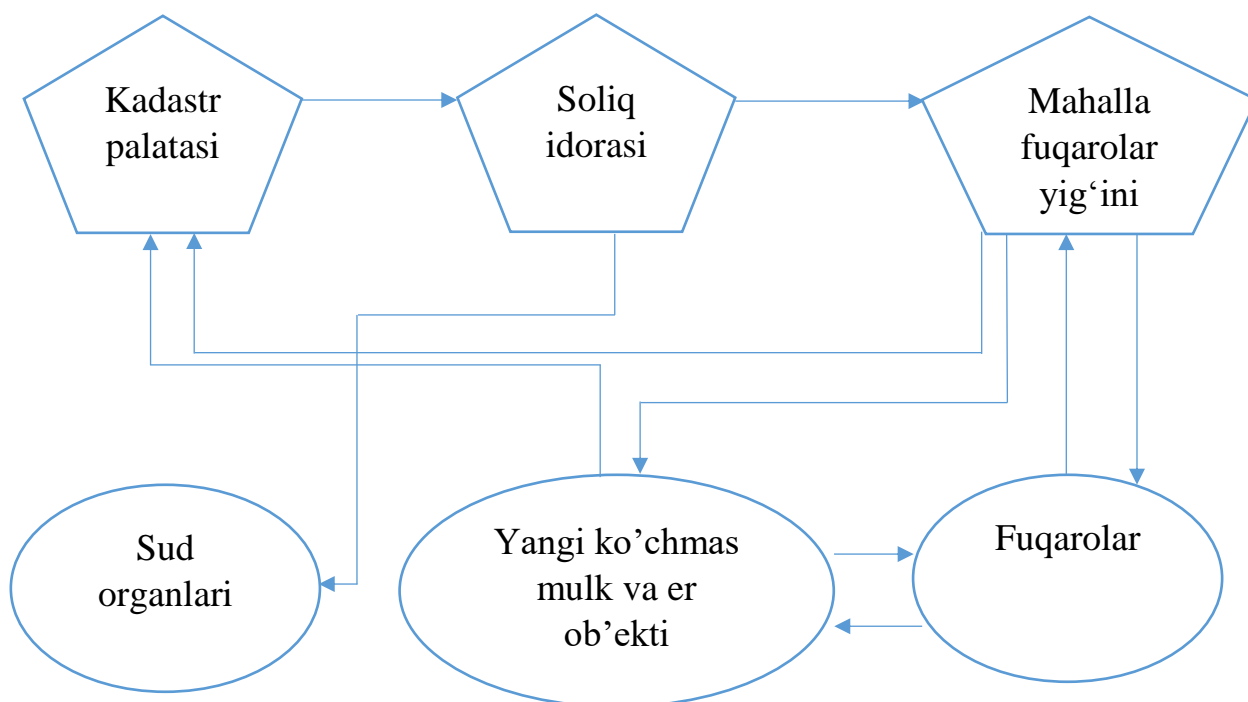 Kadastr
palatasi
Soliq
idorasi
Mahalla
fuqarolar
yig‘ini
Sud
organlari
Yangi ko’chmas
mulk va er
ob’ekti
Fuqarolar